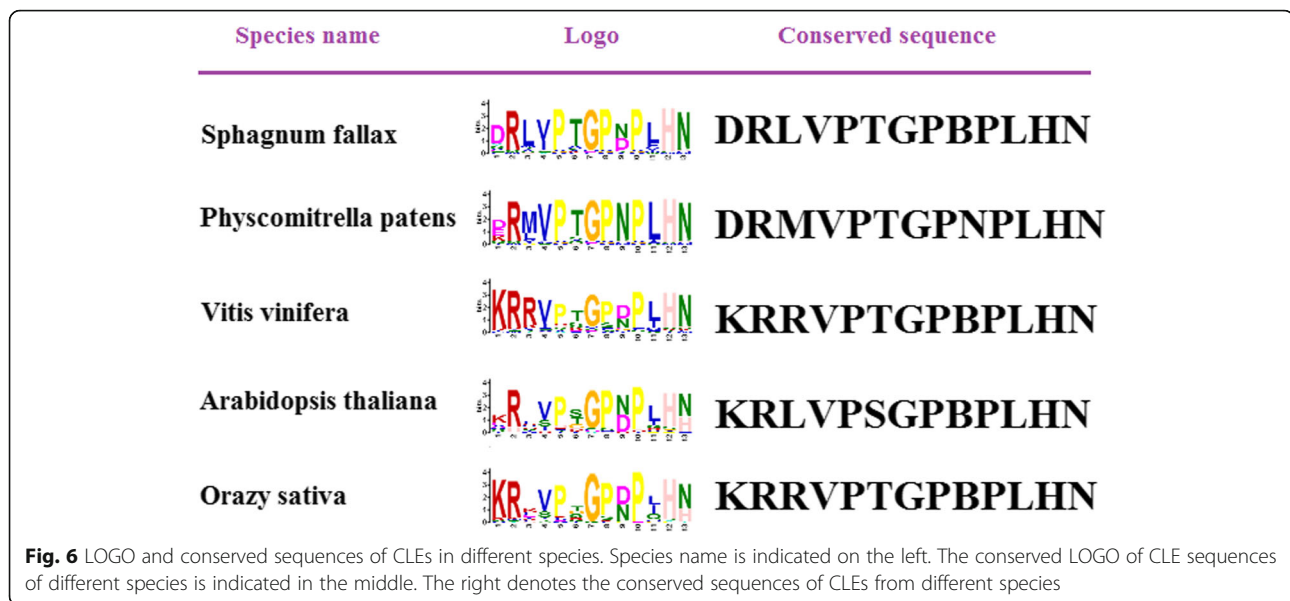 Species name Logo Conserved sequence
Sphagnum fallax DRLVPTGPBPLHN
Physcomitrella patens DRMVPTGPNPLHN
Vitis vinifera KRRVPTGPBPLHN
Arabidopsis thaliana KRLVPSGPBPLHN
Orazy sativa KRRVPTGPBPLHN
Fig. 6 LOGO and conserved sequences of CLEs in different species. Species name is indicated on the left. The conserved LOGO of CLE sequences
of different species is indicated in the middle. The right denotes the conserved sequences of CLEs from different species